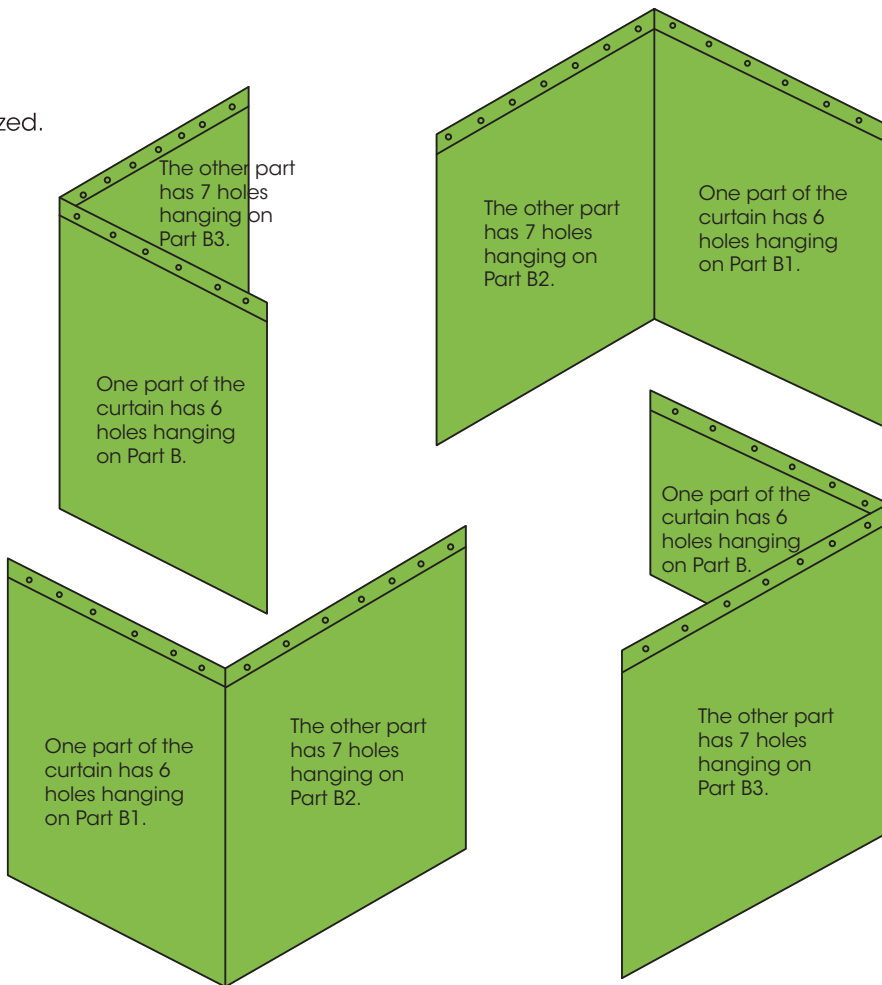 zed.
The other part
has 7 holes
hanging on
Part B3.
One part of the
curtain has 6
holes hanging
on Part B.
The other part
has 7 holes
hanging on
Part B2.
One part of the
curtain has 6
holes hanging
on Part B1.
One part of the
curtain has 6
holes hanging
on Part B.
One part of the
curtain has 6
holes hanging
on Part B1.
The other part
has 7 holes
hanging on
Part B2.
The other part
has 7 holes
hanging on
Part B3.